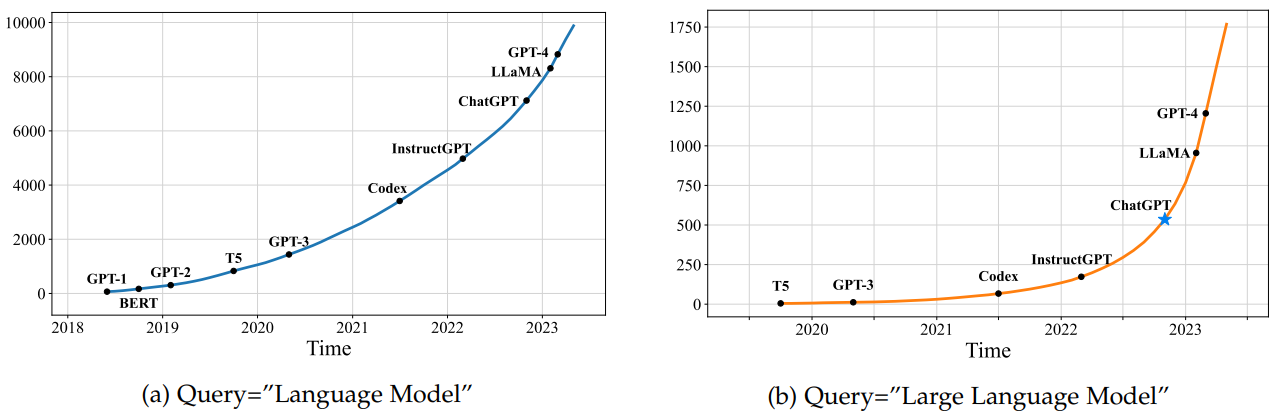 10000
8000
6000
4000
2000
0
GPT-4
LLaMA
ChatGPT
InstructGPT
Codex
GPT-3
T5
GPT-2
GPT-1
BERT
2018 2019 2020 2021 2022 2023
Time
(a) Query=”Language Model”
1750
1500
1250
1000
750
500
250
0
GPT-4
LLaMA
ChatGPT
InstructGPT
Codex
GPT-3
T5
2020 2021 2022 2023
Time
(b) Query=”Large Language Model”